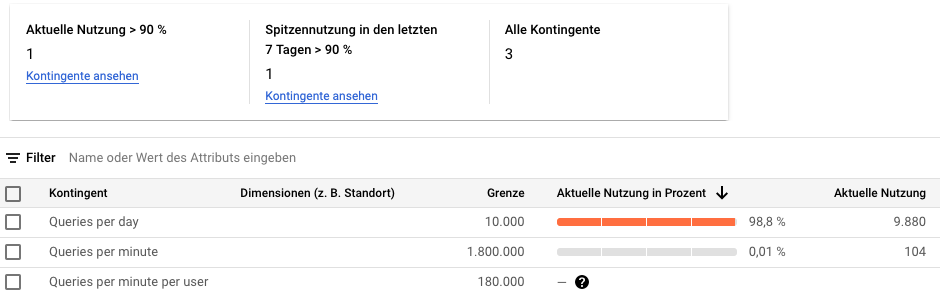 Aktuelle Nutzung > 90 %
1
Kontingente ansehen
Spitzennutzung in den letzten
7 Tagen > 90 %
1
Kontingente ansehen
Alle Kontingente
3
Filter Name oder Wert des Attributs eingeben
Kontingent Dimensionen (z. B. Standort) Grenze Aktuelle Nutzung in Prozent Aktuelle Nutzung
Queries per day 10.000 98,8 % 9.880
Queries per minute 1.800.000 0,01 % 104
Queries per minute per user 180.000 — ?